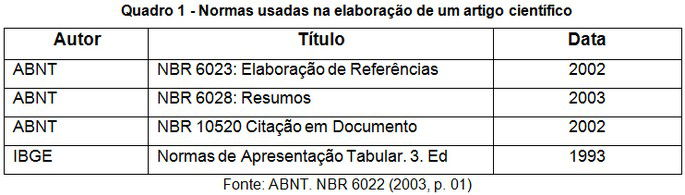 Quadro 1 - Normas usadas na elaboração de um artigo científico
Autor Título Data
ABNT NBR 6023: Elaboração de Referências 2002
ABNT NBR 6028: Resumos 2003
ABNT NBR 10520 Citação em Documento 2002
IBGE Normas de Apresentação Tabular. 3. Ed 1993
Fonte: ABNT. NBR 6022 (2003, p. 01)